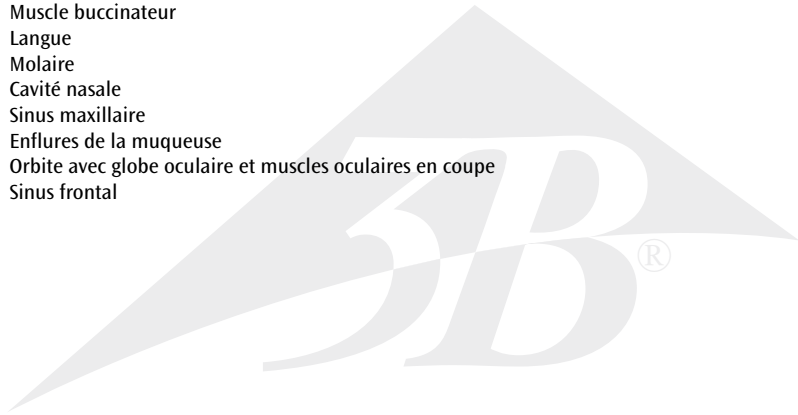 Muscle buccinateur
Langue
Molaire
Cavité nasale
Sinus maxillaire
Enflures de la muqueuse
Orbite avec globe oculaire et muscles oculaires en coupe
Sinus frontal
3B
®